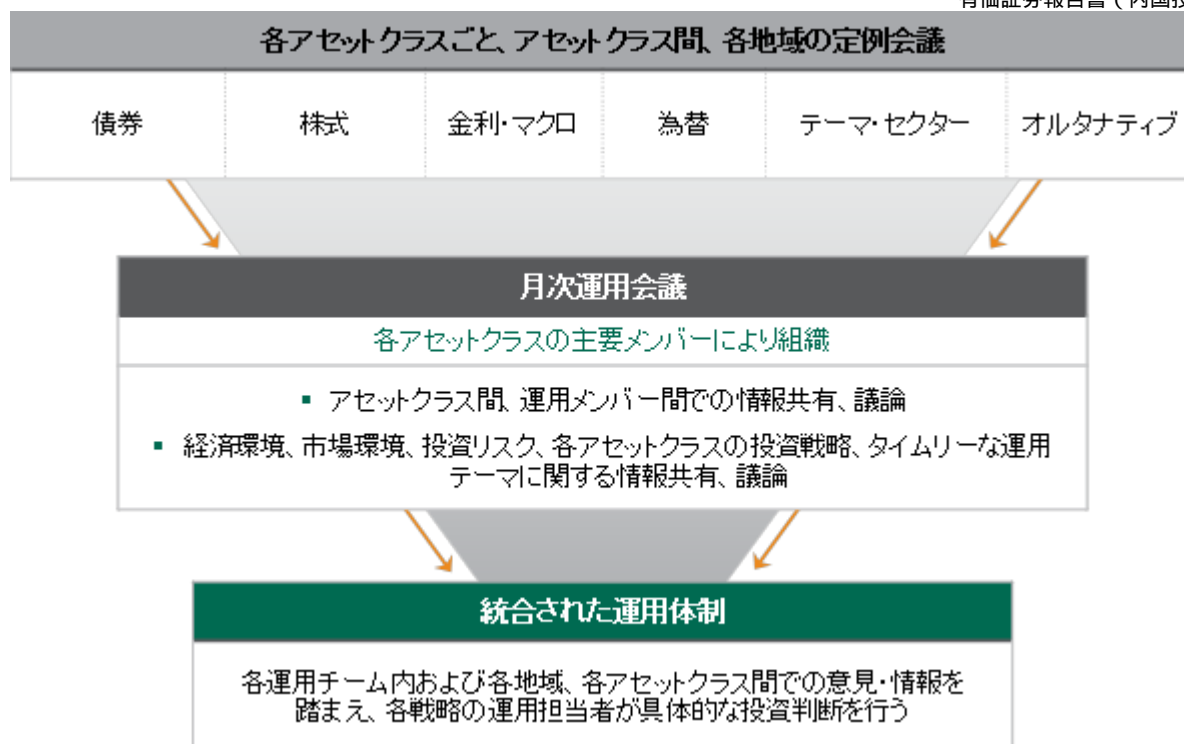 有価証券報告書（内国投
各アセットクラスごと、アセットクラス間、各地域の定例会議
債券
株式
金利・マクロ
為替
テーマ・セクター
オルタナティブ
月次運用会議
各アセットクラスの主要メンバーにより組織
▪ アセットクラス間、運用メンバー間での情報共有、議論
▪ 経済環境、市場環境、投資リスク、各アセットクラスの投資戦略、タイムリーな運用
テーマに関する情報共有、議論
統合された運用体制
各運用チーム内および各地域、各アセットクラス間での意見・情報を
踏まえ、各戦略の運用担当者が具体的な投資判断を行う